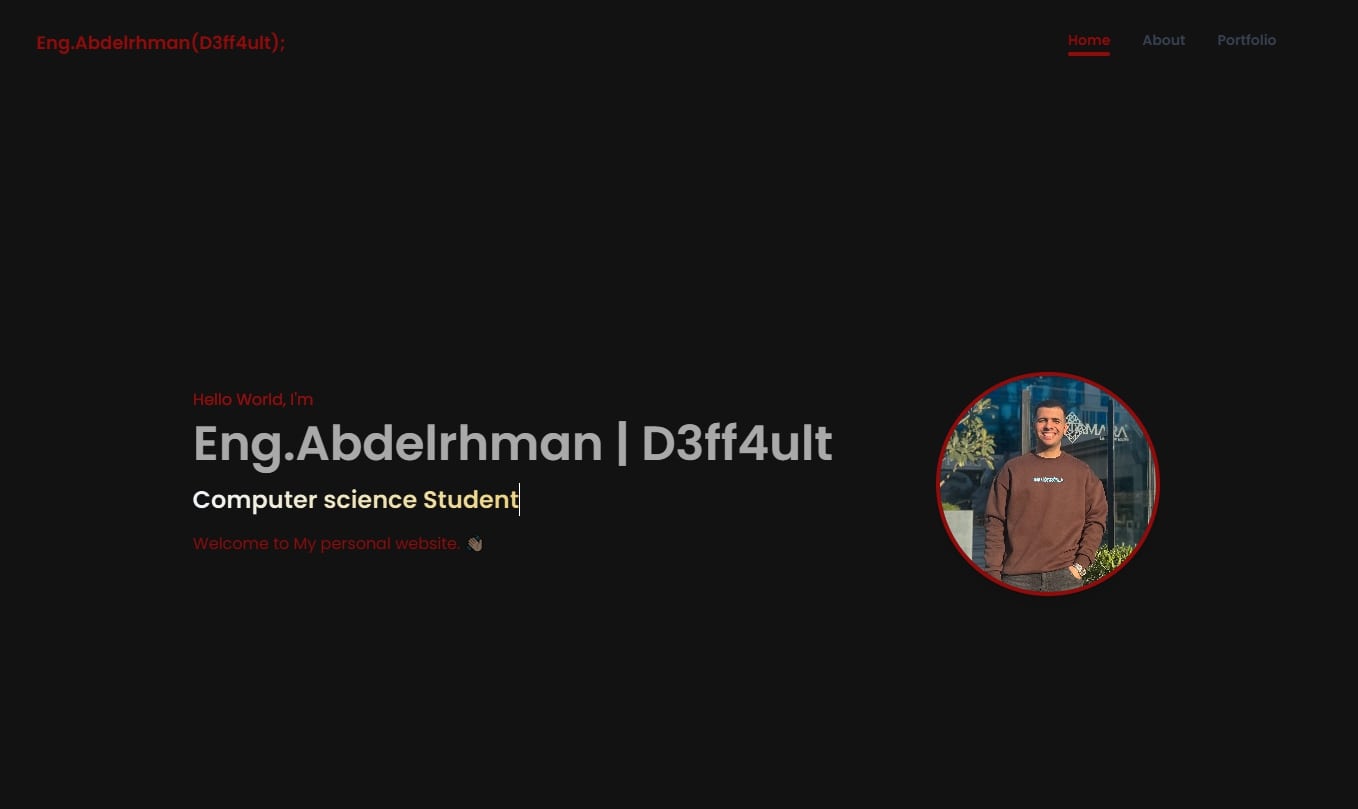 Eng.Abdelrhman(D3ff4ult);
Home About Portfolio
Hello World, I'm
Eng.Abdelrhman | D3ff4ult
Computer science Student
Welcome to My personal website. 👋🏽